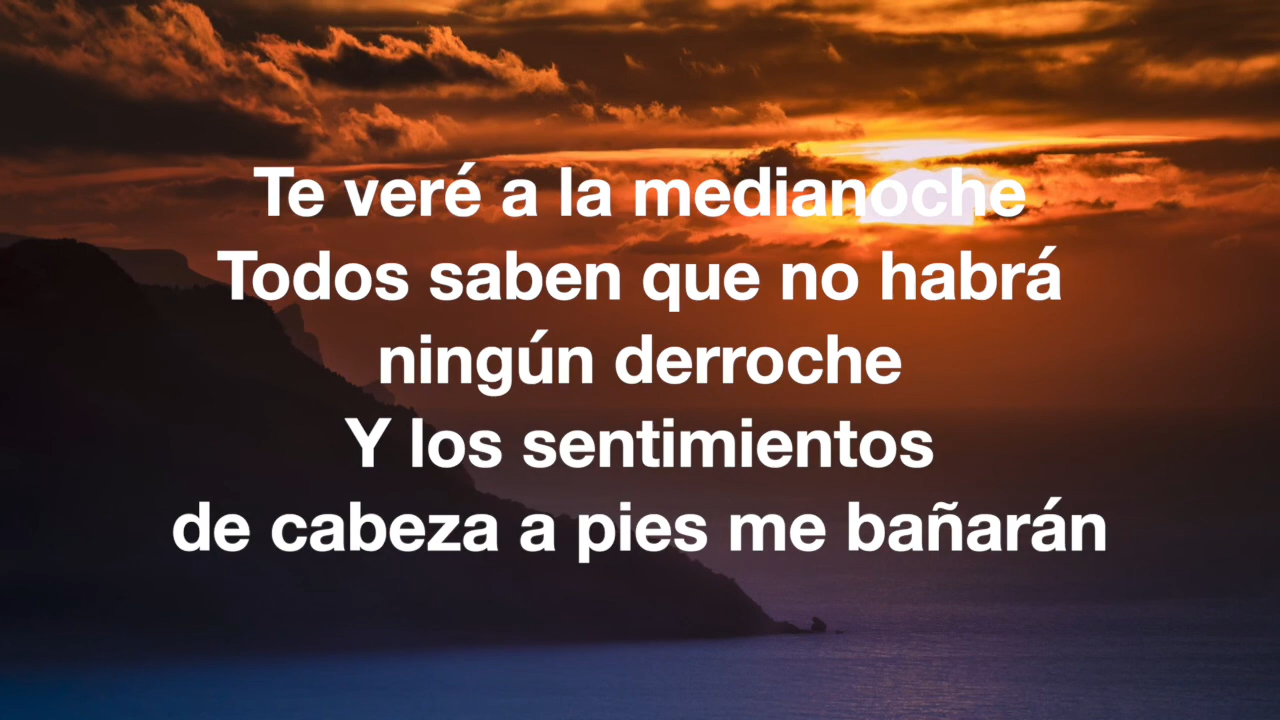 Te veré a la medianoche
Todos saben que no habrá
ningún derroche
Y los sentimientos
de cabeza a pies me bañarán